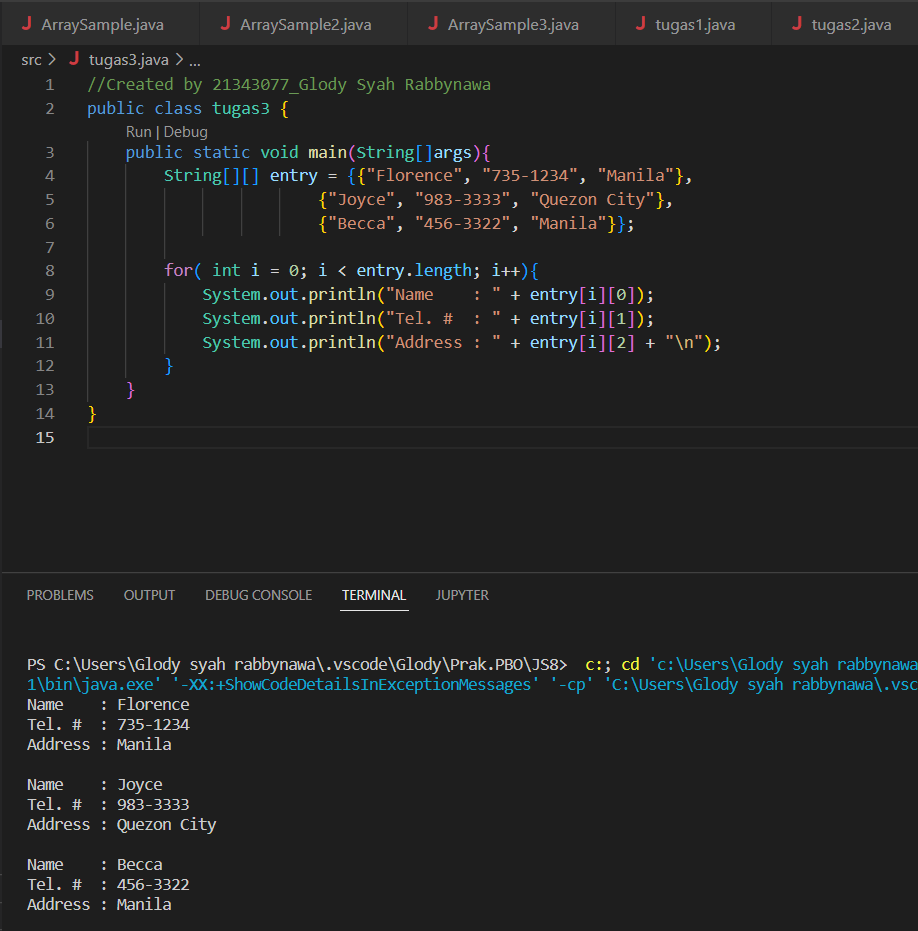 J ArraySample.java J ArraySample2.java J ArraySample3.java J tugas1.java J tugas2.java
src > J tugas3.java > ...
1 //Created by 21343077_Glody Syah Rabbynawa
2 public class tugas3 {
Run | Debug
3     public static void main(String[]args){
4         String[][] entry = {{"Florence", "735-1234", "Manila"},
5                         {"Joyce", "983-3333", "Quezon City"},
6                         {"Becca", "456-3322", "Manila"}};
7
8         for( int i = 0; i < entry.length; i++){
9             System.out.println("Name    : " + entry[i][0]);
10             System.out.println("Tel. #  : " + entry[i][1]);
11             System.out.println("Address : " + entry[i][2] + "\n");
12         }
13     }
14 }
15
PROBLEMS OUTPUT DEBUG CONSOLE TERMINAL JUPYTER
PS C:\Users\Glody syah rabbynawa\.vscode\Glody\Prak.PBO\JS8>  c:; cd 'c:\Users\Glody syah rabbynawa
1\bin\java.exe' '-XX:+ShowCodeDetailsInExceptionMessages' '-cp' 'C:\Users\Glody syah rabbynawa\.vsc
Name    : Florence
Tel. #  : 735-1234
Address : Manila

Name    : Joyce
Tel. #  : 983-3333
Address : Quezon City

Name    : Becca
Tel. #  : 456-3322
Address : Manila